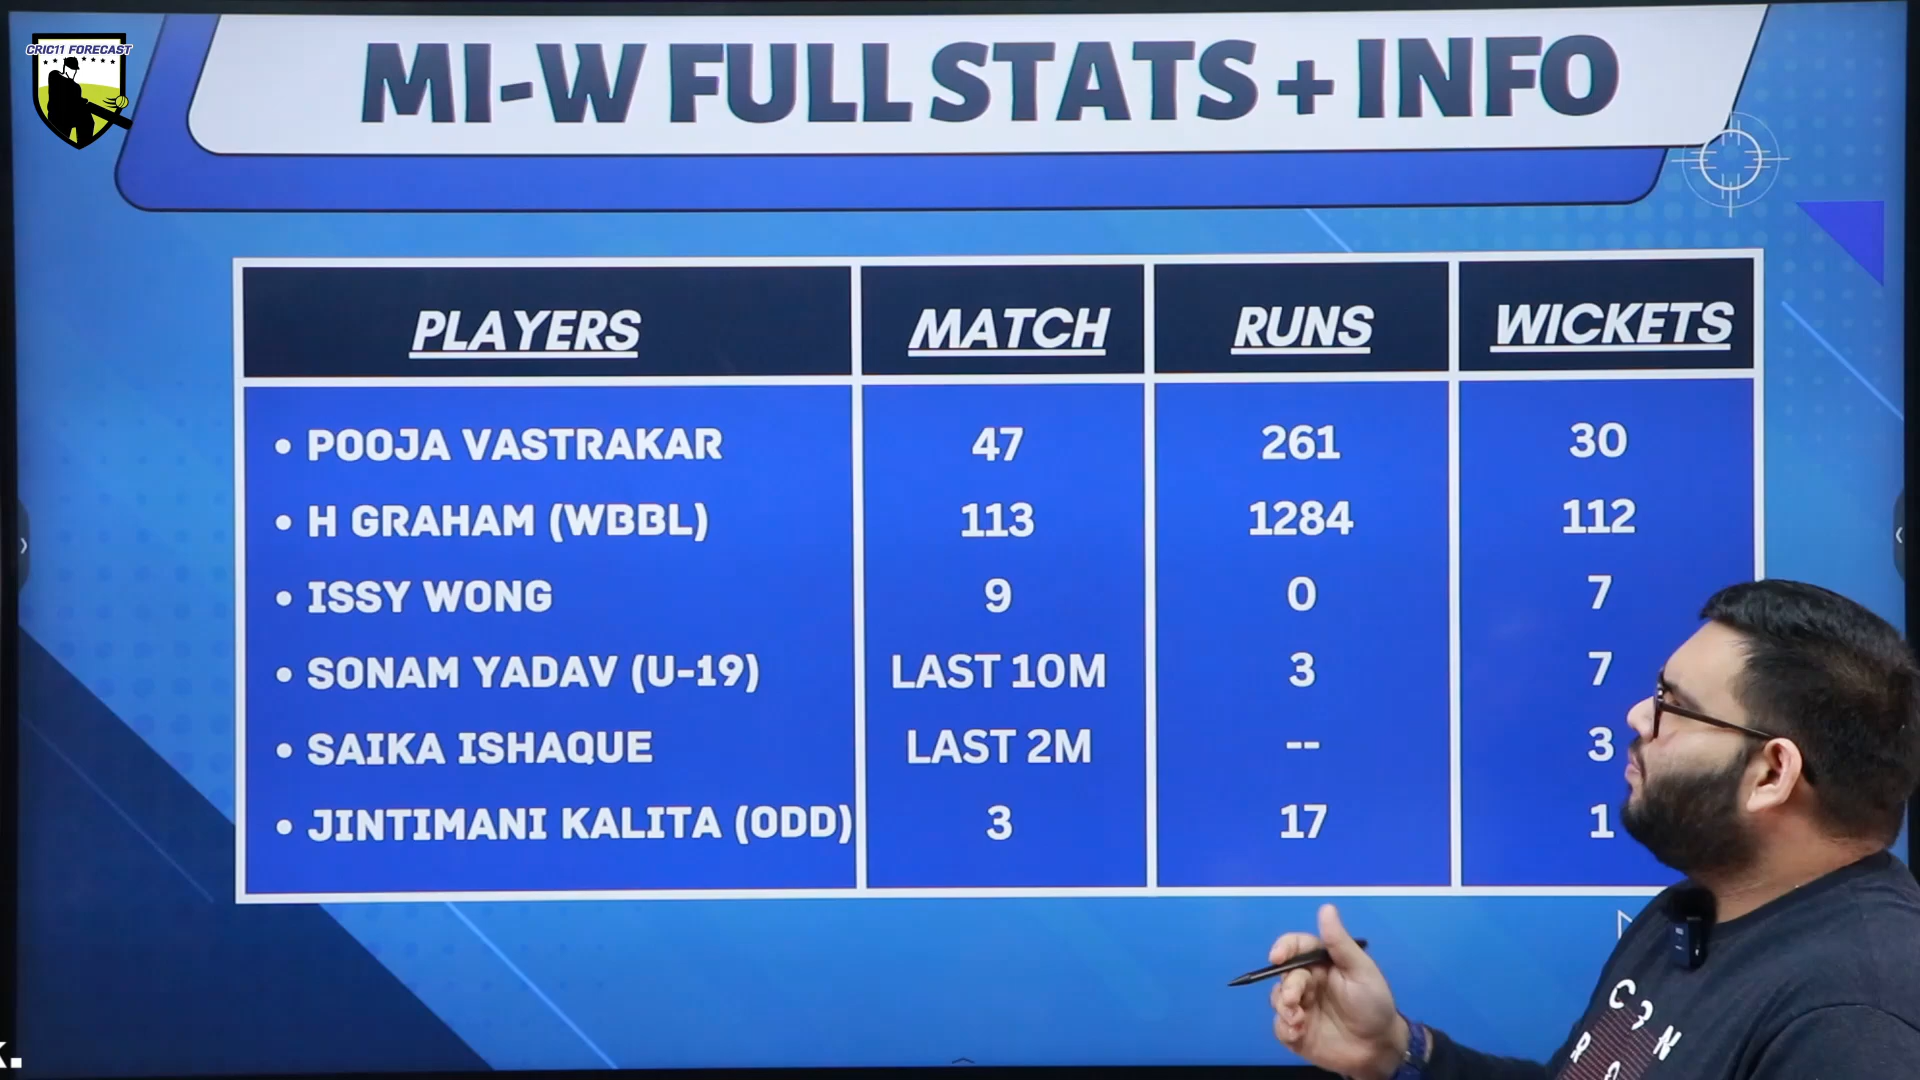 CRIC11 FORECAST
MI-W FULL STATS + INFO
PLAYERS MATCH RUNS WICKETS
• POOJA VASTRAKAR 47 261 30
• H GRAHAM (WBBL) 113 1284 112
• ISSY WONG 9 0 7
• SONAM YADAV (U-19) LAST 10M 3 7
• SAIKA ISHAQUE LAST 2M -- 3
• JINTIMANI KALITA (ODD) 3 17 1